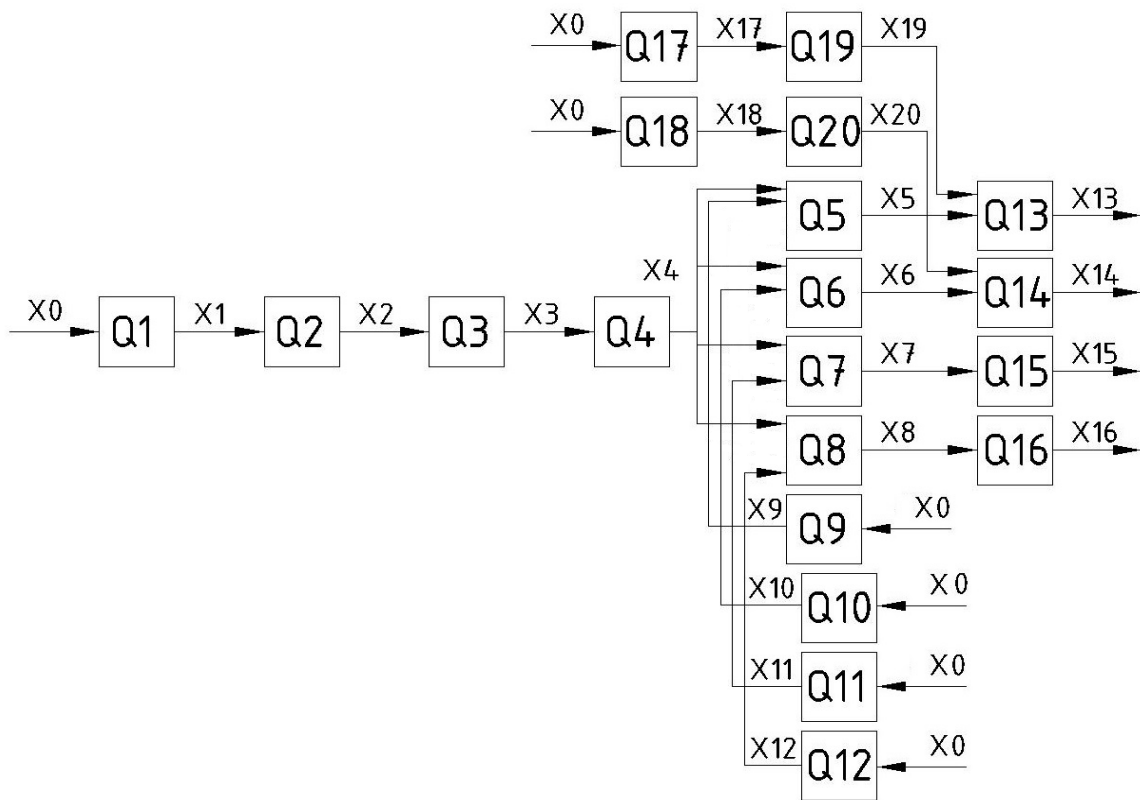 X0 Q17 X17 Q19 X19
X0 Q18 X18 Q20 X20
Q5 X5 Q13 X13
X4 Q6 X6 Q14 X14
X0 Q1 X1 Q2 X2 Q3 X3 Q4
Q7 X7 Q15 X15
Q8 X8 Q16 X16
X9 Q9 X0
X10 Q10 X0
X11 Q11 X0
X12 Q12 X0